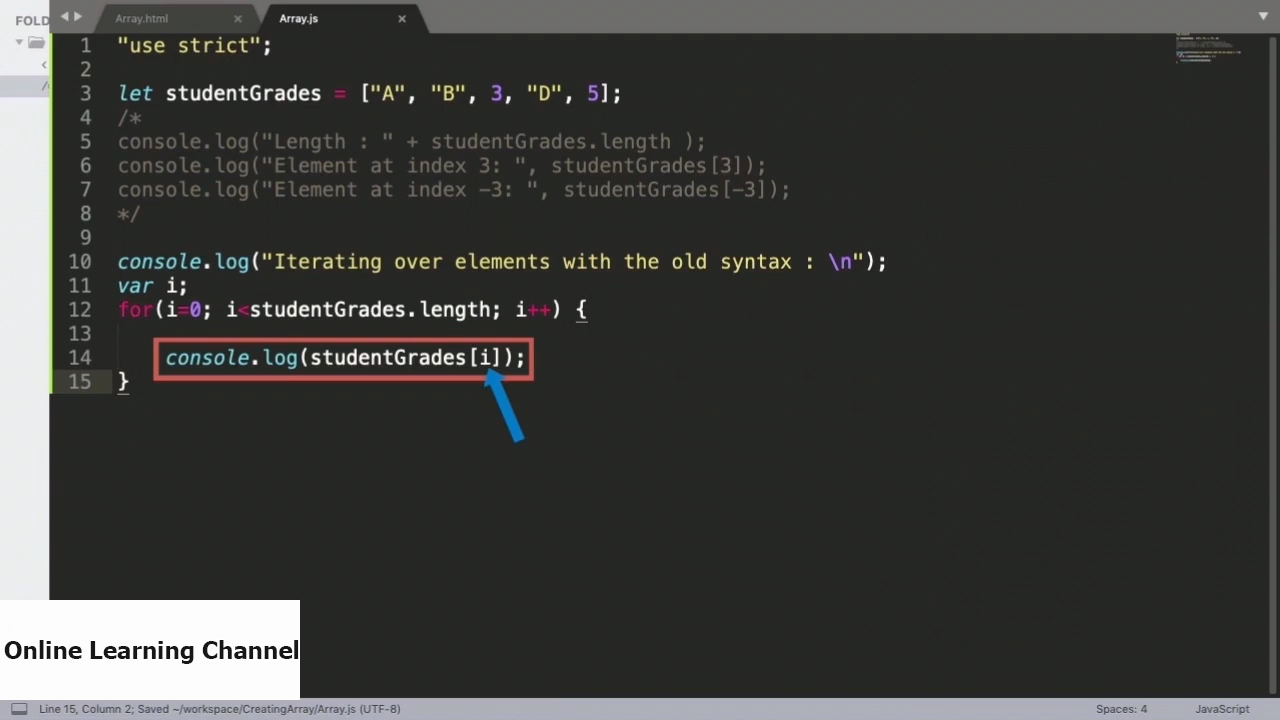 FOLD
Array.html
Array.js
1 "use strict";
2
3 let studentGrades = ["A", "B", 3, "D", 5];
4 /*
5 console.log("Length : " + studentGrades.length );
6 console.log("Element at index 3: ", studentGrades[3]);
7 console.log("Element at index -3: ", studentGrades[-3]);
8 */
9
10 console.log("Iterating over elements with the old syntax : \n");
11 var i;
12 for(i=0; i<studentGrades.length; i++) {
13
14 console.log(studentGrades[i]);
15 }
Online Learning Channel
Line 15, Column 2; Saved ~/workspace/CreatingArray/Array.js (UTF-8)
Spaces: 4
JavaScript